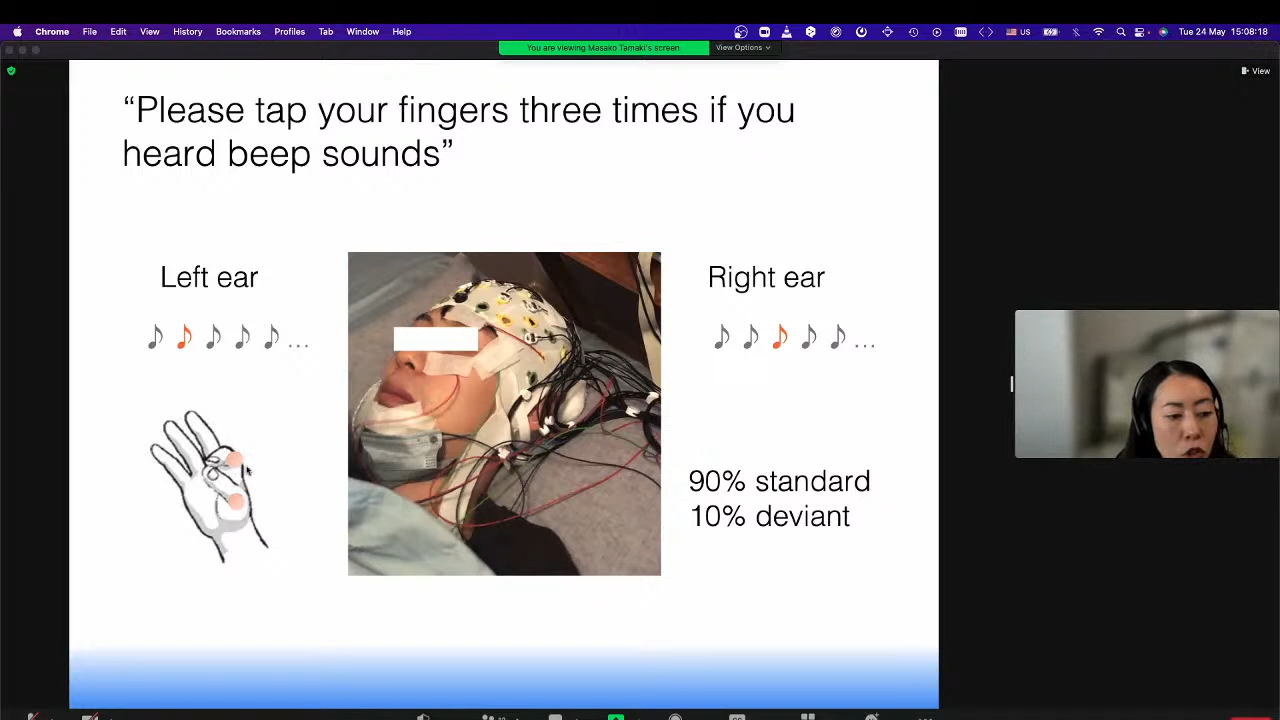 Chrome File Edit View History Bookmarks Profiles Tab Window Help US Tue 24 May 15:08:18
You are viewing Masako Tamaki's screen View Options
View
“Please tap your fingers three times if you
heard beep sounds”
Left ear
Right ear
...
...
90% standard
10% deviant